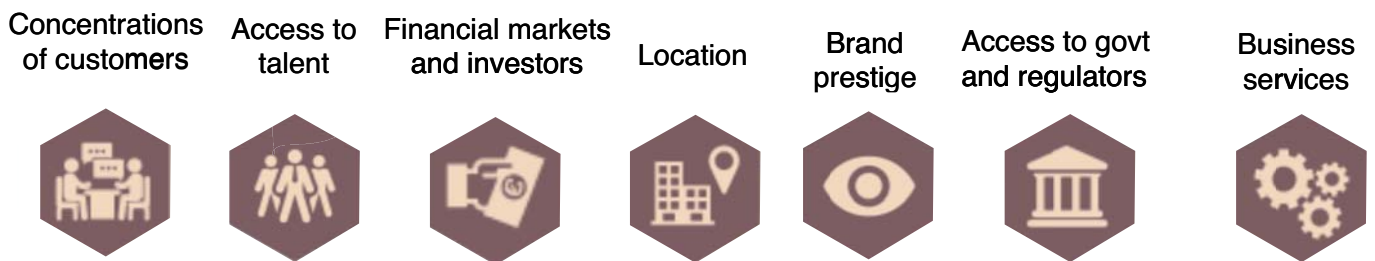 Concentrations
of customers
Access to
talent
Financial markets
and investors
Location
Brand
prestige
Access to govt
and regulators
Business
services